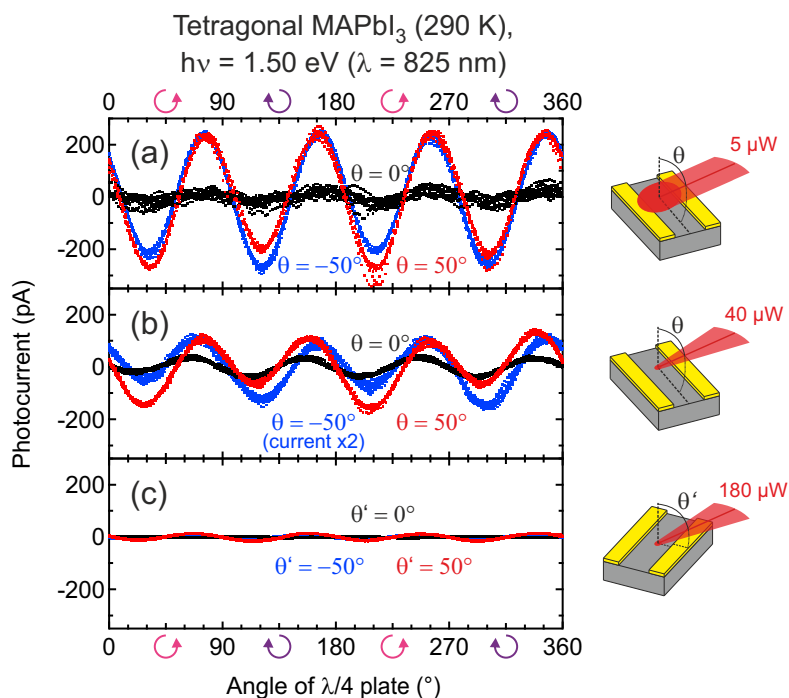 Tetragonal MAPbI₃ (290 K),
hν = 1.50 eV (λ = 825 nm)
0 90 180 270 360
(a)
200
0
-200
θ = 0°
θ = −50° θ = 50°
5 µW
θ
(b)
200
0
-200
θ = 0°
θ = −50° θ = 50°
(current x2)
40 µW
θ
(c)
200
0
-200
θ‘ = 0°
θ‘ = −50° θ‘ = 50°
180 µW
θ‘
Photocurrent (pA)
0 90 180 270 360
Angle of λ/4 plate (°)